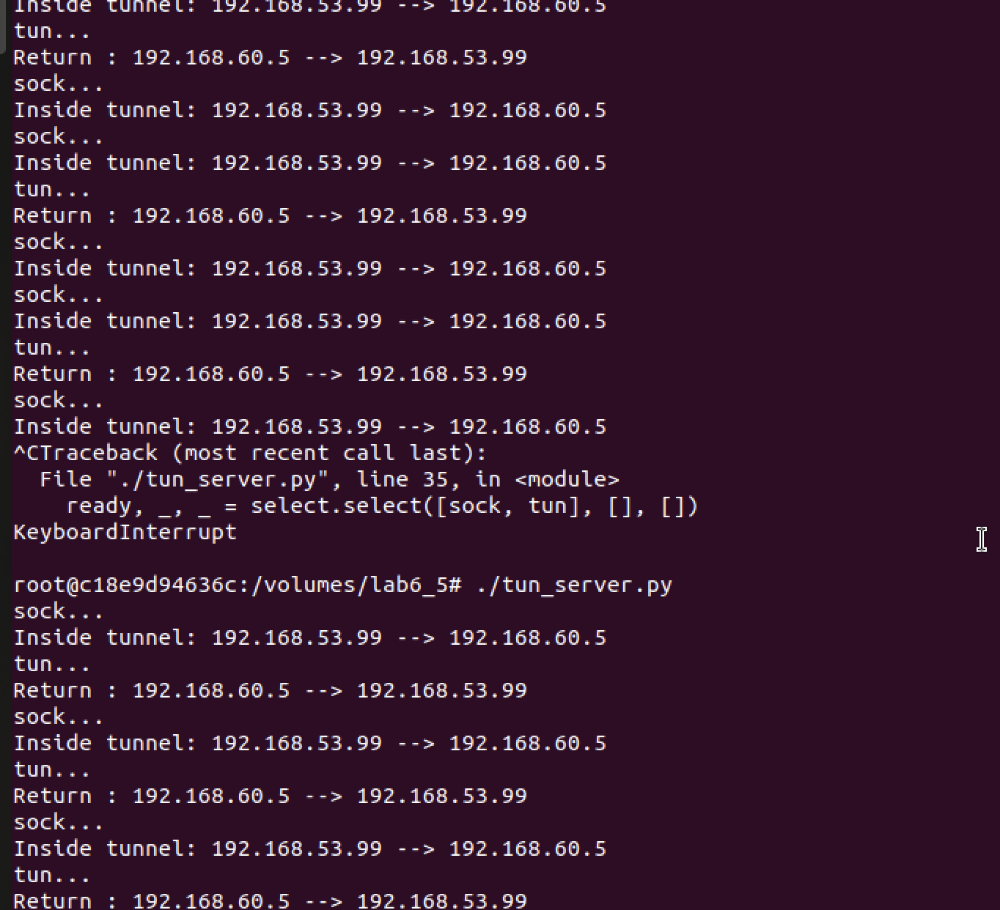 Inside tunnel: 192.168.53.99 --> 192.168.60.5
tun...
Return : 192.168.60.5 --> 192.168.53.99
sock...
Inside tunnel: 192.168.53.99 --> 192.168.60.5
sock...
Inside tunnel: 192.168.53.99 --> 192.168.60.5
tun...
Return : 192.168.60.5 --> 192.168.53.99
sock...
Inside tunnel: 192.168.53.99 --> 192.168.60.5
sock...
Inside tunnel: 192.168.53.99 --> 192.168.60.5
tun...
Return : 192.168.60.5 --> 192.168.53.99
sock...
Inside tunnel: 192.168.53.99 --> 192.168.60.5
^CTraceback (most recent call last):
  File "./tun_server.py", line 35, in <module>
    ready, _, _ = select.select([sock, tun], [], [])
KeyboardInterrupt

root@c18e9d94636c:/volumes/lab6_5# ./tun_server.py
sock...
Inside tunnel: 192.168.53.99 --> 192.168.60.5
tun...
Return : 192.168.60.5 --> 192.168.53.99
sock...
Inside tunnel: 192.168.53.99 --> 192.168.60.5
tun...
Return : 192.168.60.5 --> 192.168.53.99
sock...
Inside tunnel: 192.168.53.99 --> 192.168.60.5
tun...
Return : 192.168.60.5 --> 192.168.53.99